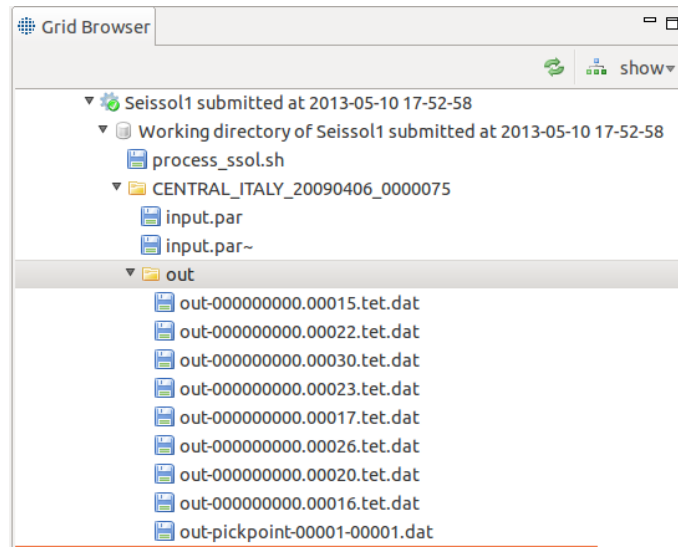 Grid Browser
show
Seissol1 submitted at 2013-05-10 17-52-58
Working directory of Seissol1 submitted at 2013-05-10 17-52-58
process_ssol.sh
CENTRAL_ITALY_20090406_0000075
input.par
input.par~
out
out-000000000.00015.tet.dat
out-000000000.00022.tet.dat
out-000000000.00030.tet.dat
out-000000000.00023.tet.dat
out-000000000.00017.tet.dat
out-000000000.00026.tet.dat
out-000000000.00020.tet.dat
out-000000000.00016.tet.dat
out-pickpoint-00001-00001.dat